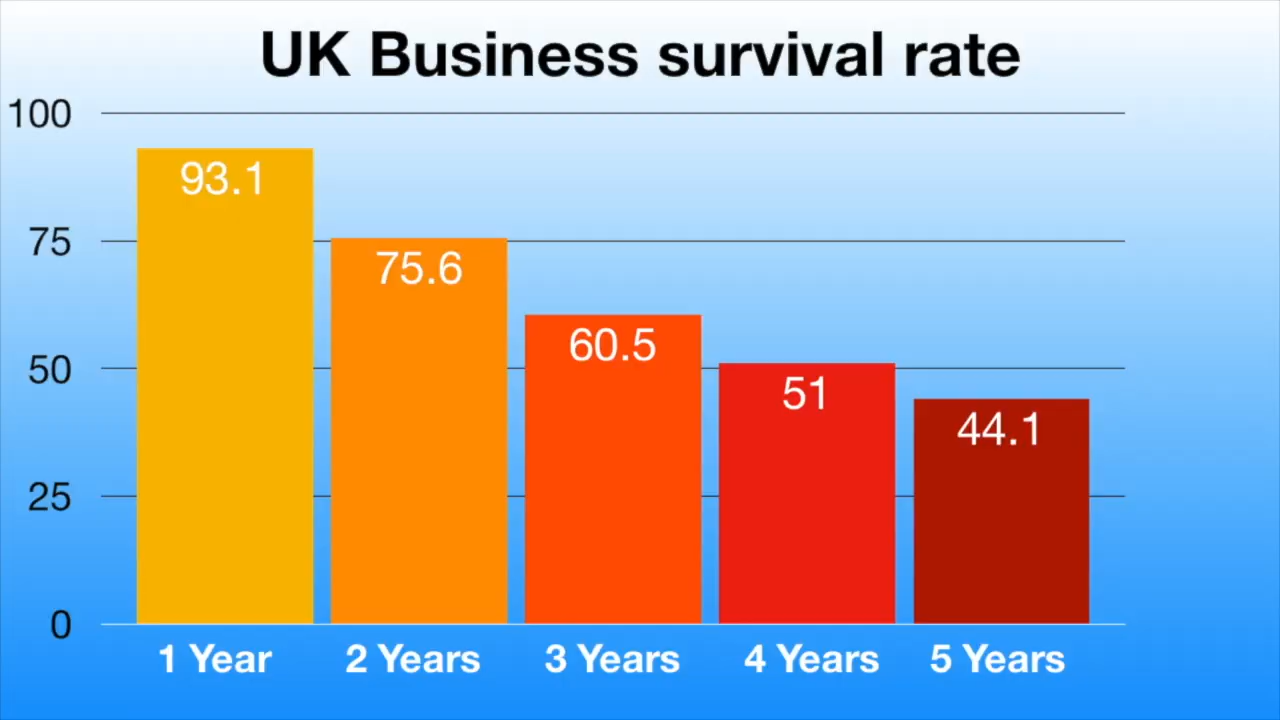 UK Business survival rate
100
75
50
25
0
93.1
75.6
60.5
51
44.1
1 Year
2 Years
3 Years
4 Years
5 Years